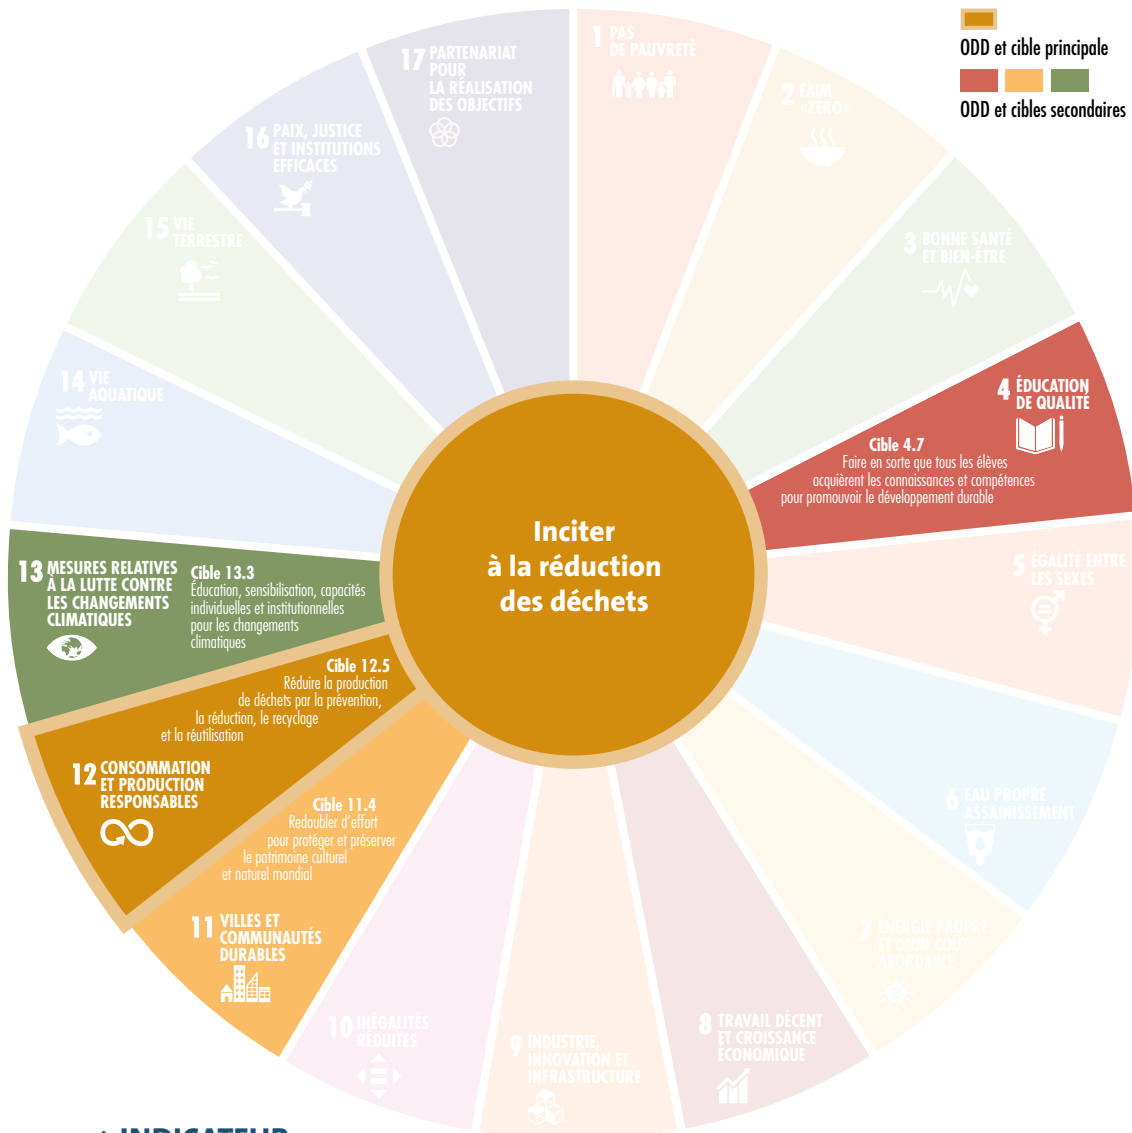 ODD et cible principale
ODD et cibles secondaires
1 PAS
DE PAUVRETÉ
2 FAIM
«ZERO»
3 BONNE SANTÉ
ET BIEN-ÊTRE
4 ÉDUCATION
DE QUALITÉ
Cible 4.7
Faire en sorte que tous les élèves
acquièrent les connaissances et compétences
pour promouvoir le développement durable
5 ÉGALITÉ ENTRE
LES SEXES
6 EAU PROPRE
ASSAINISSEMENT
7 ENERGIE PROPRE
ET D'UN COÛT
ABORDABLE
8 TRAVAIL DÉCENT
ET CROISSANCE
ECONOMIQUE
9 INDUSTRIE,
INNOVATION ET
INFRASTRUCTURE
10 INÉGALITÉS
RÉDUITES
11 VILLES ET
COMMUNAUTÉS
DURABLES
Cible 11.4
Redoubler d'effort
pour protéger et préserver
le patrimoine culturel
et naturel mondial
12 CONSOMMATION
ET PRODUCTION
RESPONSABLES
Cible 12.5
Réduire la production
de déchets par la prévention,
la réduction, le recyclage
et la réutilisation
13 MESURES RELATIVES
À LA LUTTE CONTRE
LES CHANGEMENTS
CLIMATIQUES
Cible 13.3
Éducation, sensibilisation, capacités
individuelles et institutionnelles
pour les changements
climatiques
14 VIE
AQUATIQUE
15 VIE
TERRESTRE
16 PAIX, JUSTICE
ET INSTITUTIONS
EFFICACES
17 PARTENARIAT
POUR
LA RÉALISATION
DES OBJECTIFS
Inciter
à la réduction
des déchets
INDICATEUR